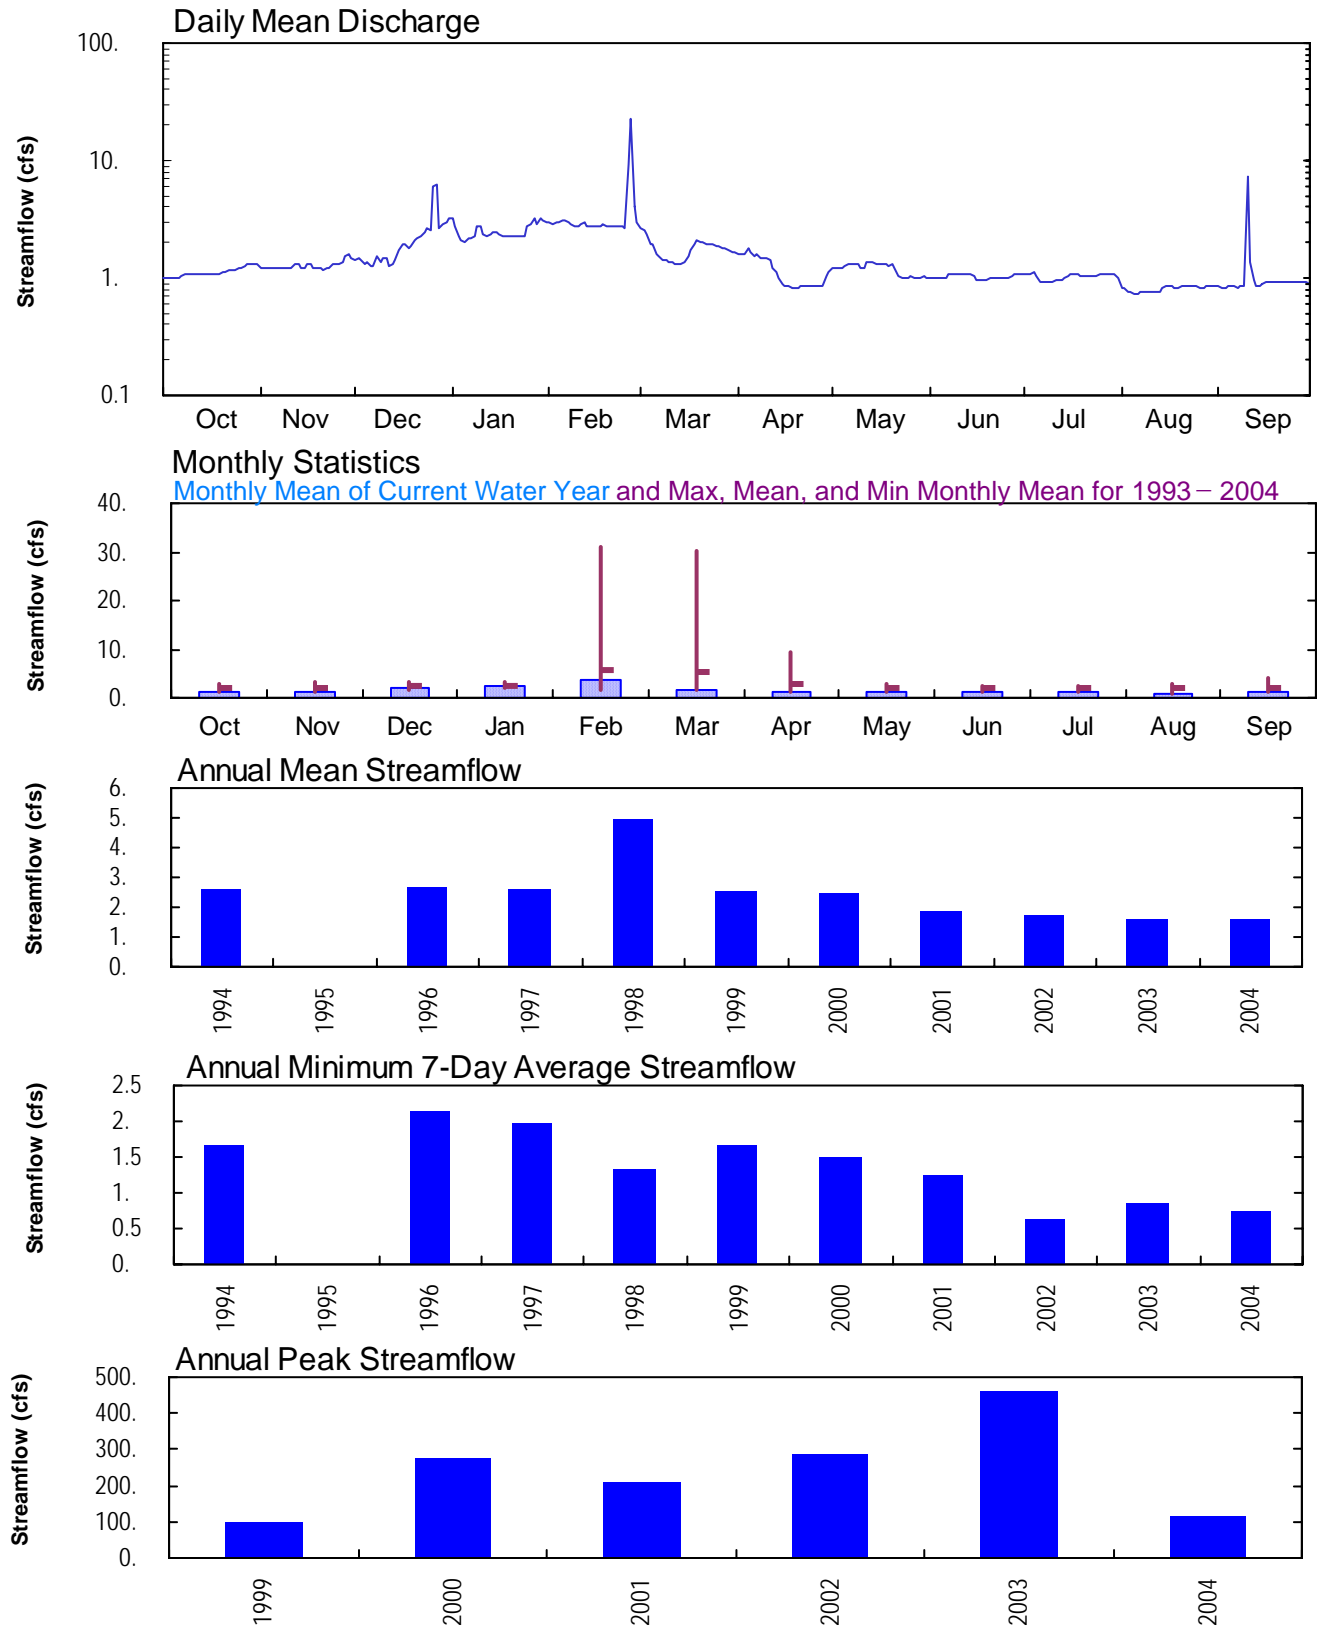 Daily Mean Discharge
Streamflow (cfs)
100.
10.
1.
0.1
Oct Nov Dec Jan Feb Mar Apr May Jun Jul Aug Sep
Monthly Statistics
Monthly Mean of Current Water Year and Max, Mean, and Min Monthly Mean for 1993 – 2004
Streamflow (cfs)
40.
30.
20.
10.
0.
Oct Nov Dec Jan Feb Mar Apr May Jun Jul Aug Sep
Annual Mean Streamflow
Streamflow (cfs)
6.
5.
4.
3.
2.
1.
0.
1994 1995 1996 1997 1998 1999 2000 2001 2002 2003 2004
Annual Minimum 7-Day Average Streamflow
Streamflow (cfs)
2.5
2.
1.5
1.
0.5
0.
1994 1995 1996 1997 1998 1999 2000 2001 2002 2003 2004
Annual Peak Streamflow
Streamflow (cfs)
500.
400.
300.
200.
100.
0.
1999 2000 2001 2002 2003 2004